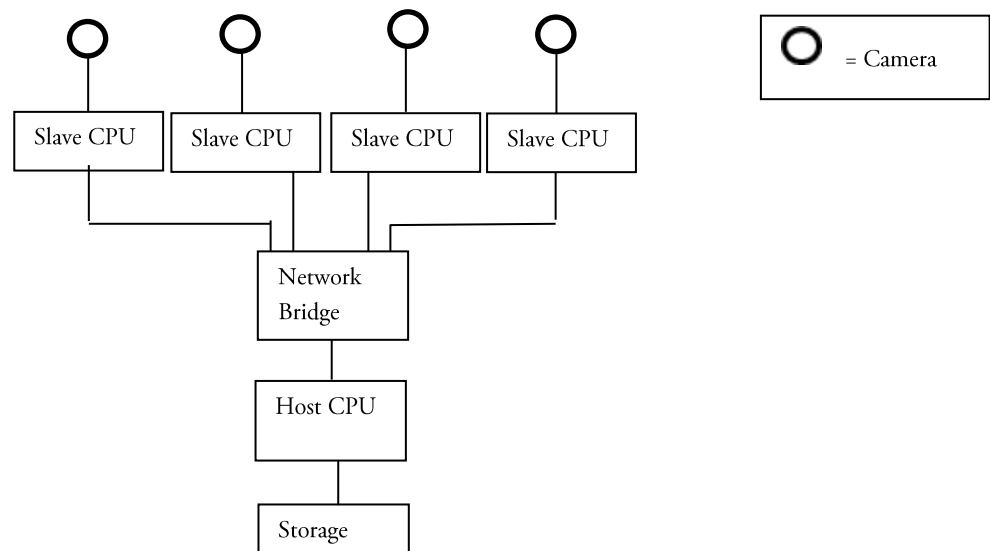 = Camera
Slave CPU
Slave CPU
Slave CPU
Slave CPU
Network
Bridge
Host CPU
Storage